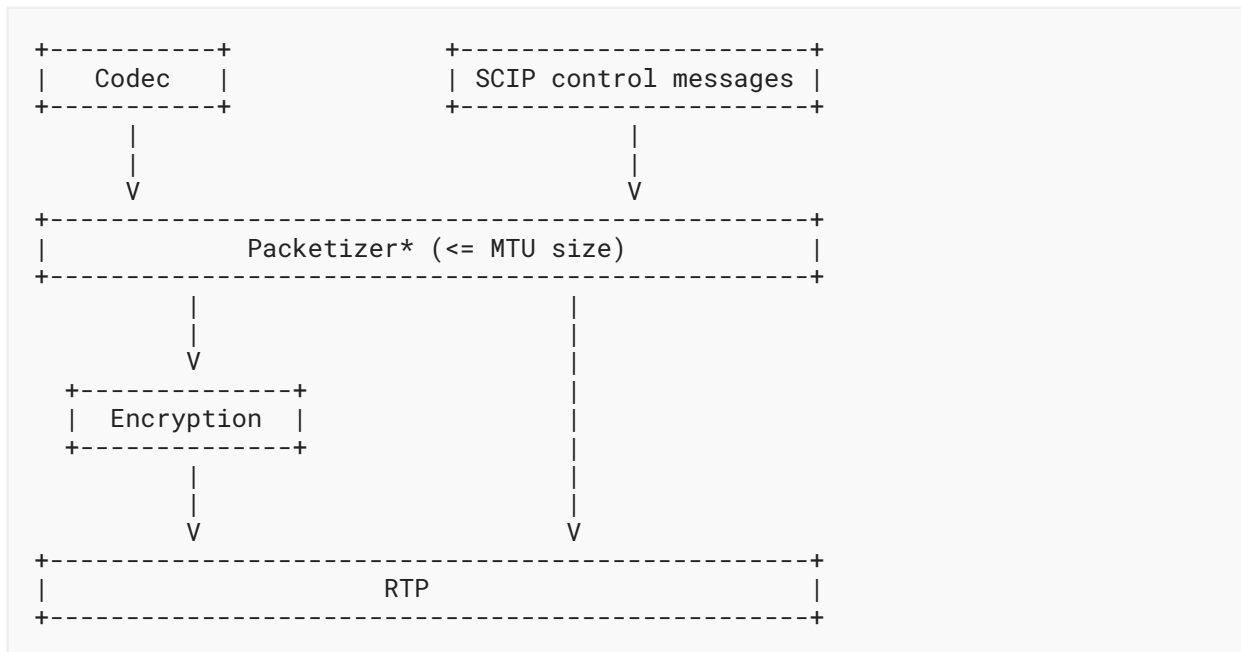 +-----------+              +-----------------------+
|   Codec   |              | SCIP control messages |
+-----------+              +-----------------------+
      |                                |
      |                                |
      V                                V
+--------------------------------------------------+
|             Packetizer* (<= MTU size)            |
+--------------------------------------------------+
          |                        |
          |                        |
          V                        |
  +--------------+                 |
  |  Encryption  |                 |
  +--------------+                 |
          |                        |
          |                        |
          V                        V
+--------------------------------------------------+
|                      RTP                         |
+--------------------------------------------------+